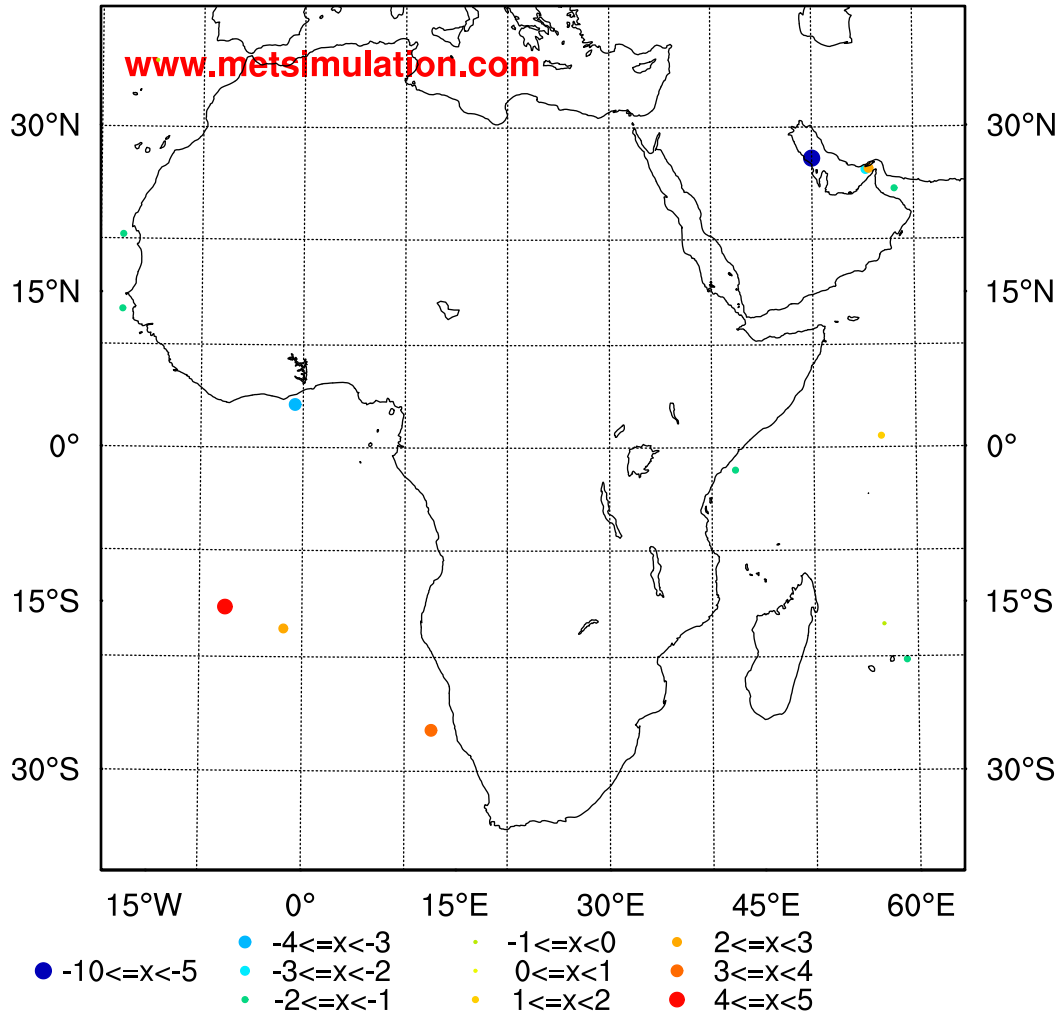 www.metsimulation.com
30°N 30°N
15°N 15°N
0° 0°
15°S 15°S
30°S 30°S
15°W 0° 15°E 30°E 45°E 60°E
-4<=x<-3 -1<=x<0 2<=x<3
-10<=x<-5 -3<=x<-2 0<=x<1 3<=x<4
-2<=x<-1 1<=x<2 4<=x<5